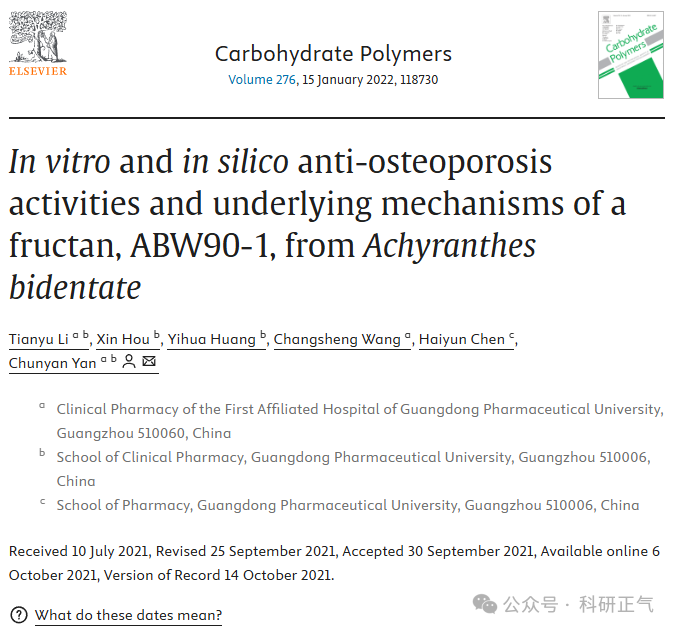 ELSEVIER
Carbohydrate Polymers
Volume 276, 15 January 2022, 118730
Carbohydrate
Polymers
In vitro and in silico anti-osteoporosis
activities and underlying mechanisms of a
fructan, ABW90-1, from Achyranthes
bidentate
Tianyu Li a b, Xin Hou b, Yihua Huang b, Changsheng Wang a, Haiyun Chen c,
Chunyan Yan a b
a Clinical Pharmacy of the First Affiliated Hospital of Guangdong Pharmaceutical University,
Guangzhou 510060, China
b School of Clinical Pharmacy, Guangdong Pharmaceutical University, Guangzhou 510006,
China
c School of Pharmacy, Guangdong Pharmaceutical University, Guangzhou 510006, China
Received 10 July 2021, Revised 25 September 2021, Accepted 30 September 2021, Available online 6
October 2021, Version of Record 14 October 2021.
? What do these dates mean?
公众号 · 科研正气